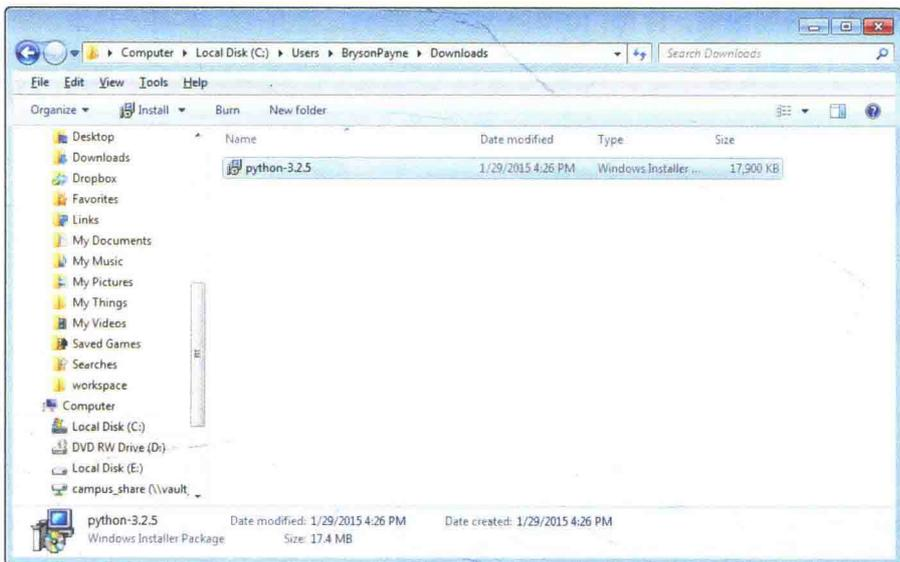 Computer ▸ Local Disk (C:) ▸ Users ▸ BrysonPayne ▸ Downloads
Search Downloads
File Edit View Tools Help
Organize Install Burn New folder
Desktop
Downloads
Dropbox
Favorites
Links
My Documents
My Music
My Pictures
My Things
My Videos
Saved Games
Searches
workspace
Computer
Local Disk (C:)
DVD RW Drive (D:)
Local Disk (E:)
campus_share (\\vault_
Name Date modified Type Size
python-3.2.5 1/29/2015 4:26 PM Windows Installer ... 17,900 KB
python-3.2.5 Date modified: 1/29/2015 4:26 PM Date created: 1/29/2015 4:26 PM
Windows Installer Package Size: 17.4 MB